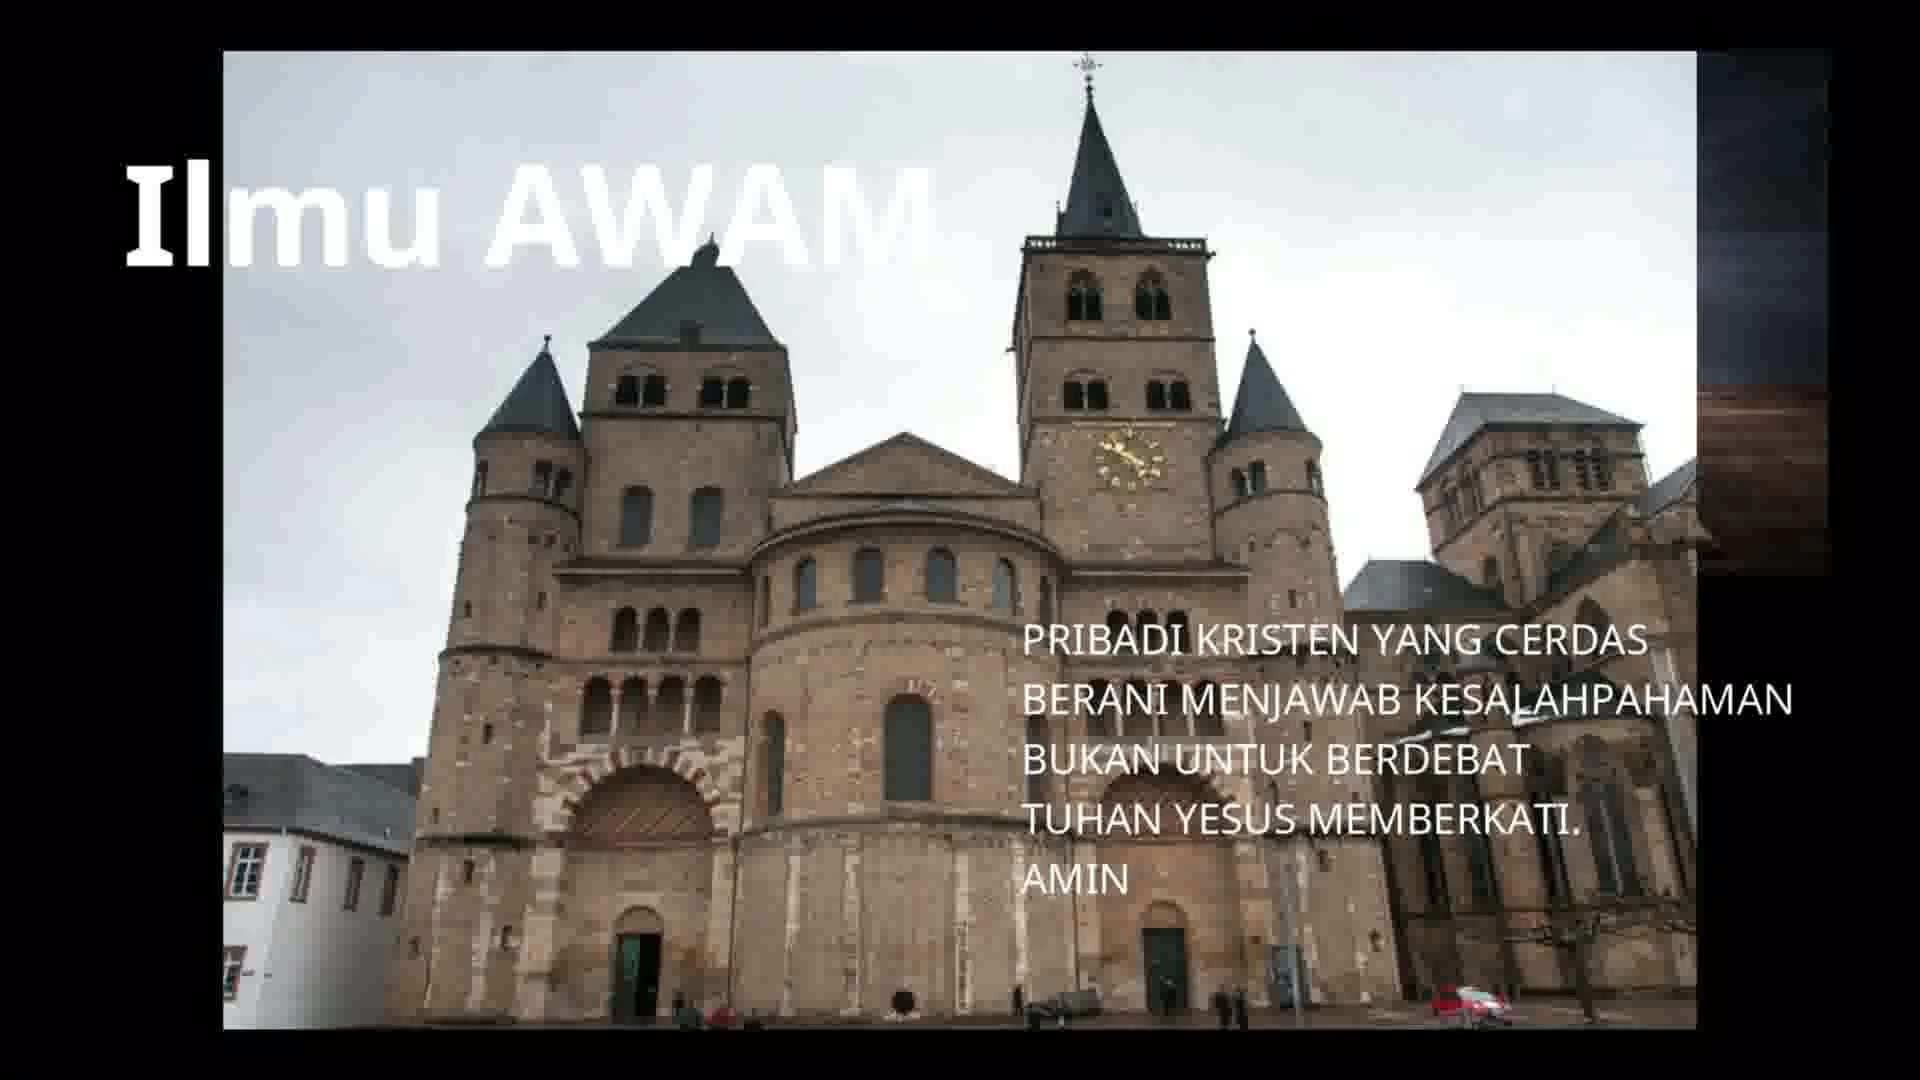 Ilmu AWAM
PRIBADI KRISTEN YANG CERDAS
BERANI MENJAWAB KESALAHPAHAMAN
BUKAN UNTUK BERDEBAT
TUHAN YESUS MEMBERKATI.
AMIN